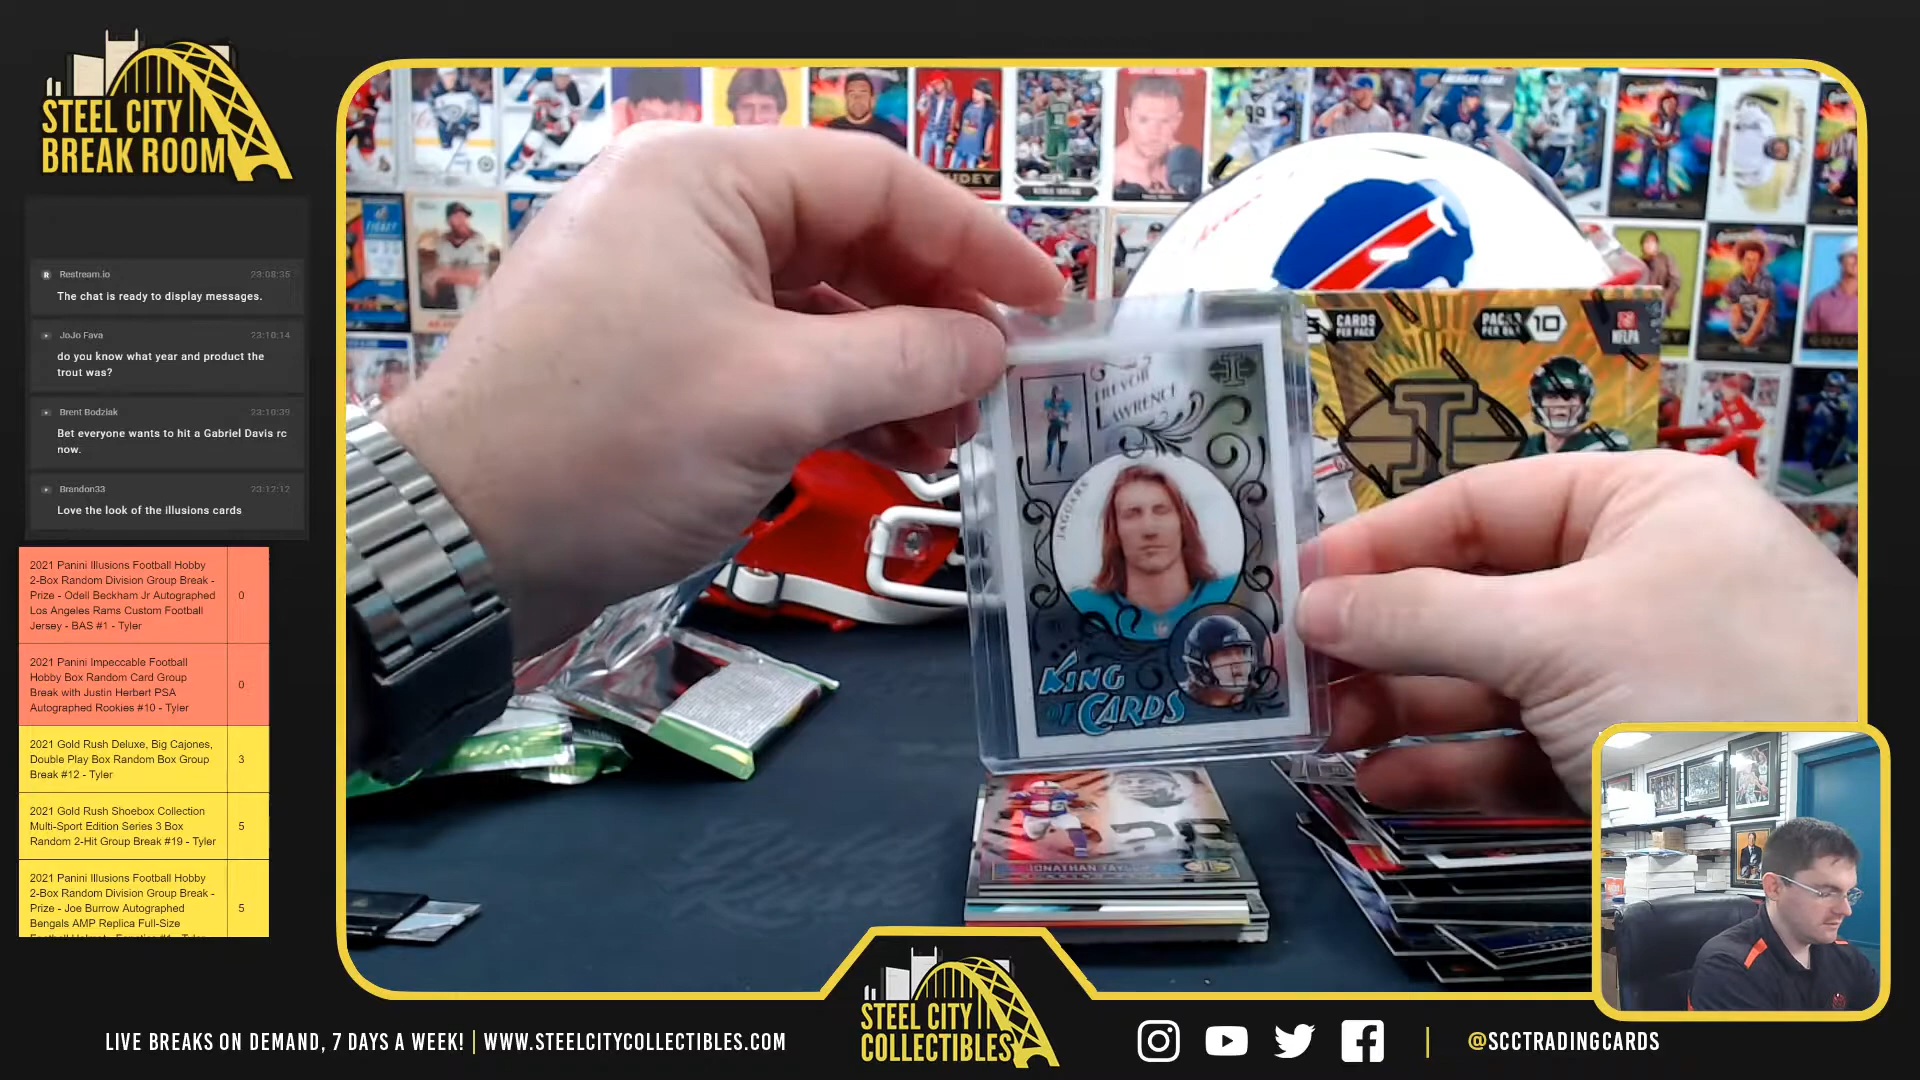 STEEL CITY
BREAK ROOM
Restream.io 23:08:35
The chat is ready to display messages.
JoJo Fava 23:10:14
do you know what year and product the
trout was?
Brent Bodziak 23:10:39
Bet everyone wants to hit a Gabriel Davis rc
now.
Brandon33 23:12:12
Love the look of the illusions cards
2021 Panini Illusions Football Hobby
2-Box Random Division Group Break -
Prize - Odell Beckham Jr Autographed
Los Angeles Rams Custom Football
Jersey - BAS #1 - Tyler
0
2021 Panini Impeccable Football
Hobby Box Random Card Group
Break with Justin Herbert PSA
Autographed Rookies #10 - Tyler
0
2021 Gold Rush Deluxe, Big Cajones,
Double Play Box Random Box Group
Break #12 - Tyler
3
2021 Gold Rush Shoebox Collection
Multi-Sport Edition Series 3 Box
Random 2-Hit Group Break #19 - Tyler
5
2021 Panini Illusions Football Hobby
2-Box Random Division Group Break -
Prize - Joe Burrow Autographed
Bengals AMP Replica Full-Size
5
TREVOR
LAWRENCE
JAGUARS
KING
OF CARDS
CARDS
PER PACK
PACKS
PER BOX
10
NFLPA
I
JONATHAN TAYLOR
STEEL CITY
COLLECTIBLES
LIVE BREAKS ON DEMAND, 7 DAYS A WEEK! | WWW.STEELCITYCOLLECTIBLES.COM
| @SCCTRADINGCARDS